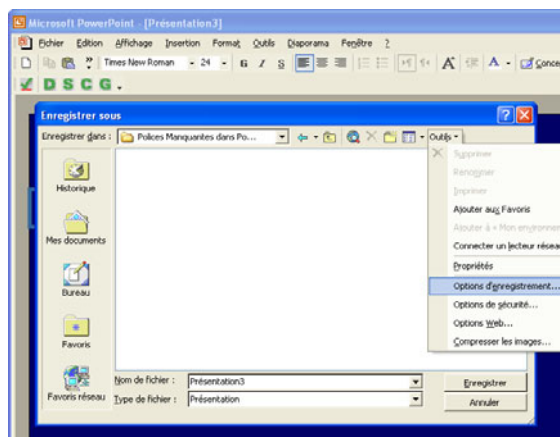 Microsoft PowerPoint - [Présentation3]
Fichier Edition Affichage Insertion Format Outils Diaporama Fenêtre ?
Times New Roman - 24 - G I S A A Conce
D S C G
Enregistrer sous
Enregistrer dans : Polices Manquantes dans Po... Outils
Supprimer
Renommer
Historique
Imprimer
Ajouter aux Favoris
Ajouter à « Mon environnem
Mes documents
Connecter un lecteur réseau
Propriétés
Options d'enregistrement...
Bureau
Options de sécurité...
Options Web...
Favoris
Compresser les images...
Nom de fichier : Présentation3 Enregistrer
Favoris réseau Type de fichier : Présentation Annuler